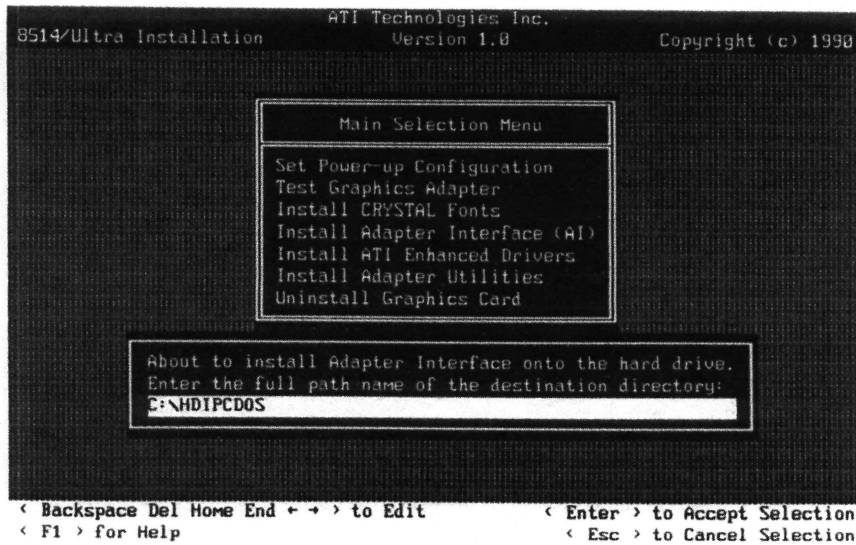 ATI Technologies Inc.
8514/Ultra Installation Version 1.0 Copyright (c) 1990
Main Selection Menu
Set Power-up Configuration
Test Graphics Adapter
Install CRYSTAL Fonts
Install Adapter Interface (AI)
Install ATI Enhanced Drivers
Install Adapter Utilities
Uninstall Graphics Card
About to install Adapter Interface onto the hard drive.
Enter the full path name of the destination directory:
C:\HDIPCDOS
< Backspace Del Home End ← → > to Edit < Enter > to Accept Selection
< F1 > for Help < Esc > to Cancel Selection